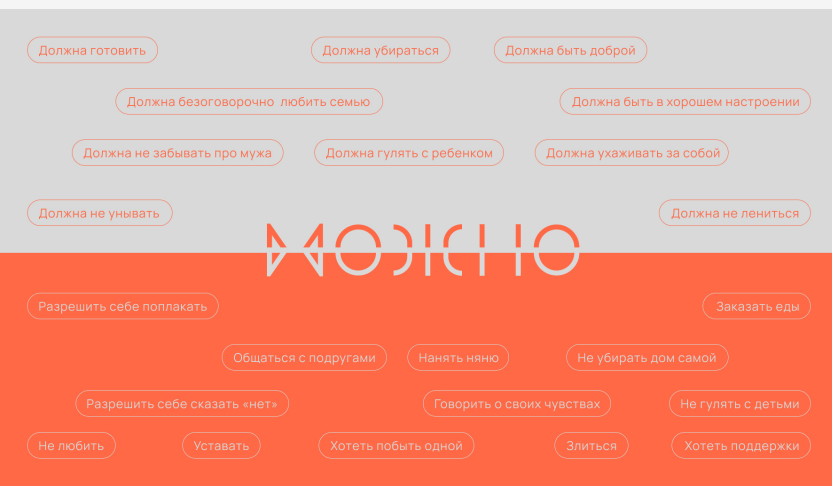 Должна готовить
Должна убираться
Должна быть доброй
Должна безоговорочно любить семью
Должна быть в хорошем настроении
Должна не забывать про мужа
Должна гулять с ребенком
Должна ухаживать за собой
Должна не унывать
Должна не лениться
МОЖНО
Разрешить себе поплакать
Заказать еды
Общаться с подругами
Нанять няню
Не убирать дом самой
Разрешить себе сказать «нет»
Говорить о своих чувствах
Не гулять с детьми
Не любить
Уставать
Хотеть побыть одной
Злиться
Хотеть поддержки